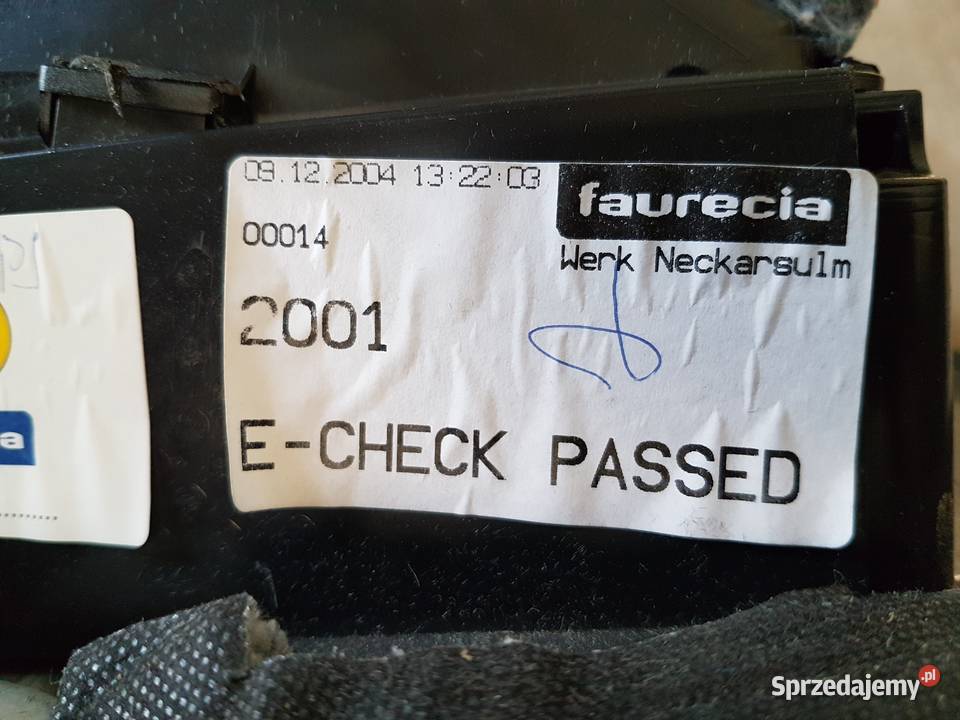 09.12.2004 13:22:03
faurecia
00014
Werk Neckarsulm
2001
E-CHECK PASSED
a
Sprzedajemy.pl